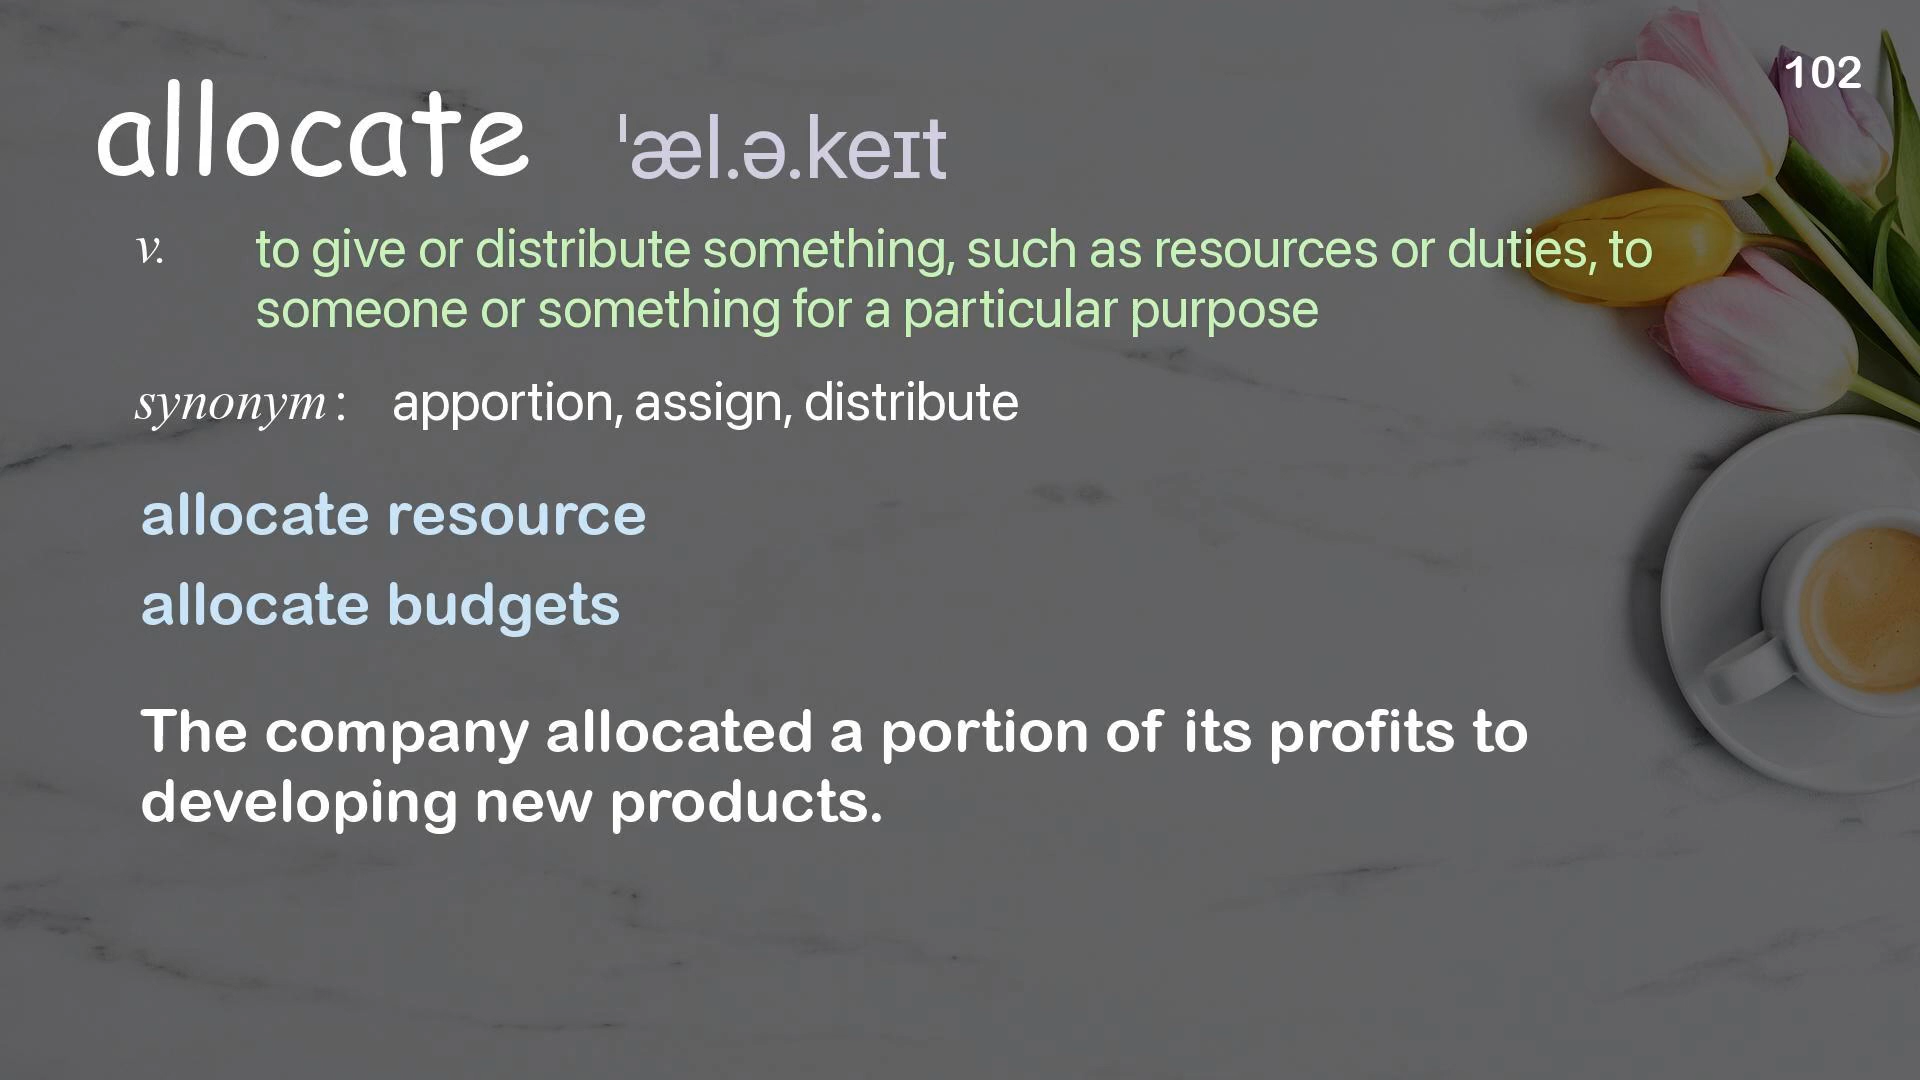 102
allocate ˈæl.ə.keɪt
v. to give or distribute something, such as resources or duties, to
someone or something for a particular purpose
synonym : apportion, assign, distribute
allocate resource
allocate budgets
The company allocated a portion of its profits to
developing new products.